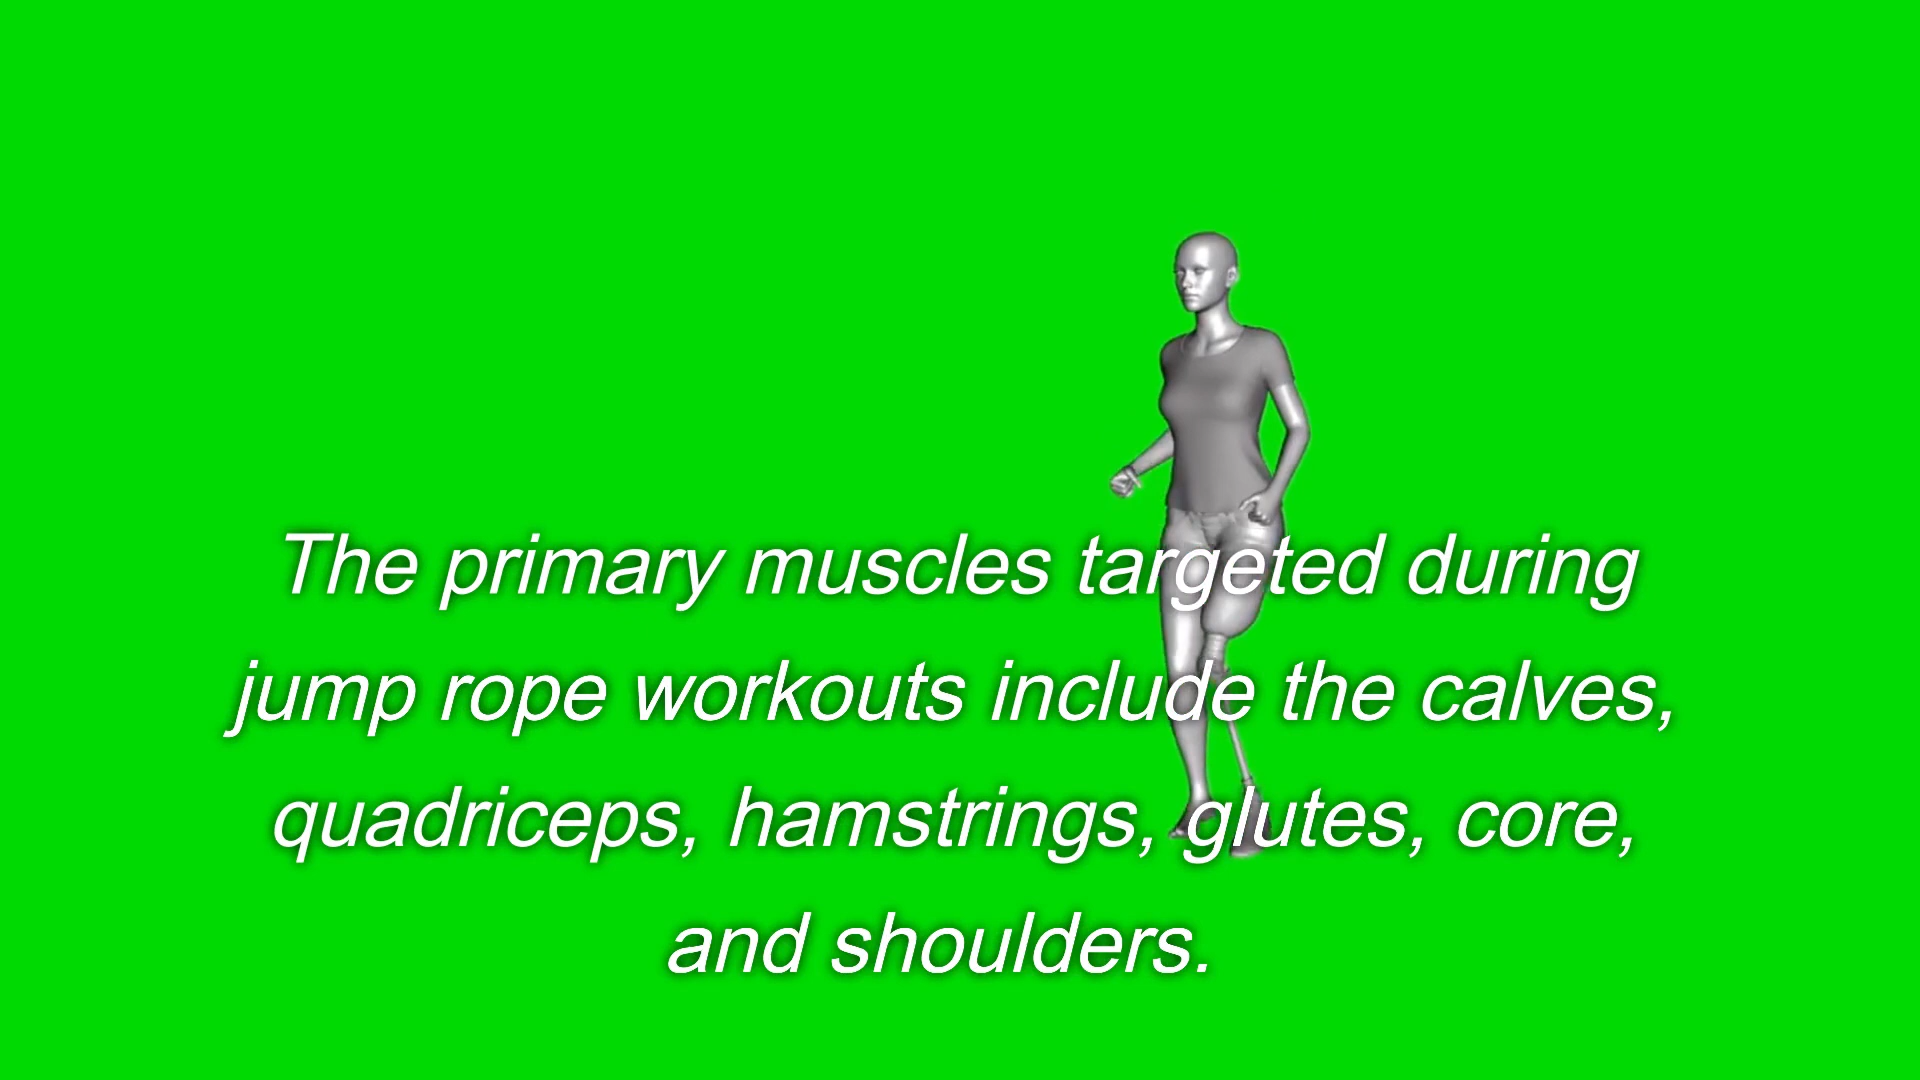 The primary muscles targeted during
jump rope workouts include the calves,
quadriceps, hamstrings, glutes, core,
and shoulders.